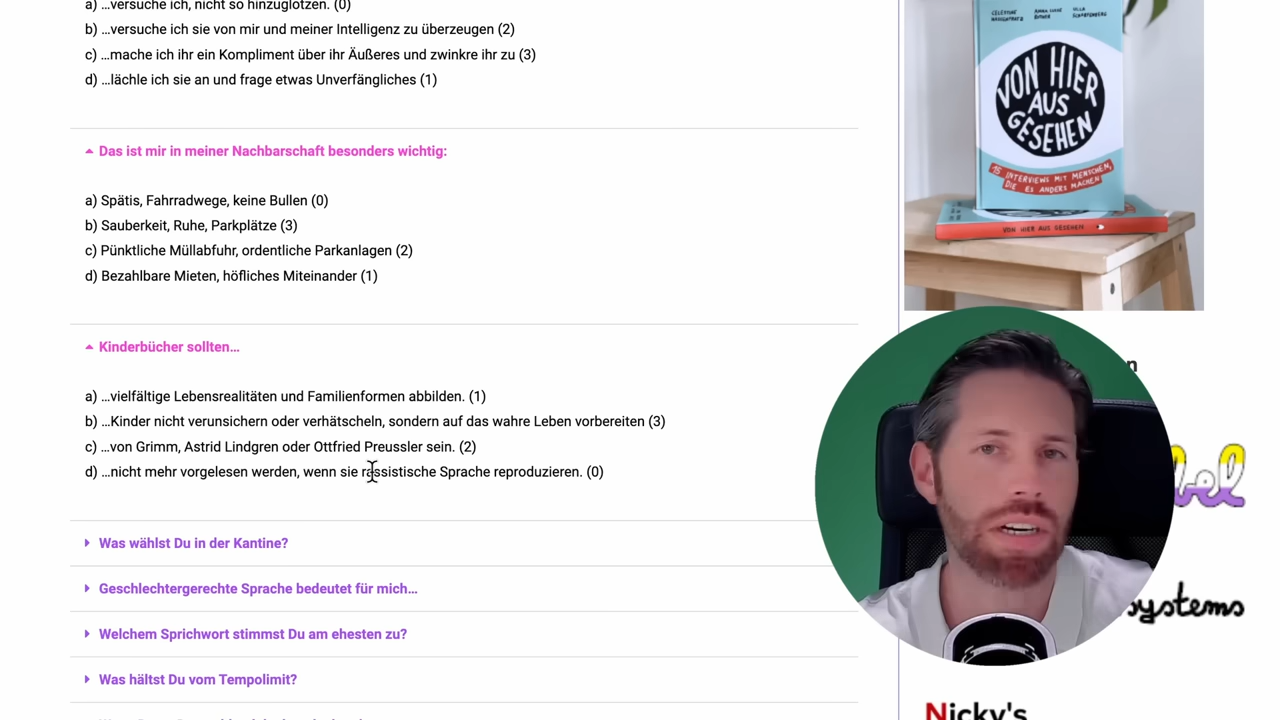 a) …versuche ich, nicht so hinzuglotzen. (0)
b) …versuche ich sie von mir und meiner Intelligenz zu überzeugen (2)
c) …mache ich ihr ein Kompliment über ihr Äußeres und zwinkre ihr zu (3)
d) …lächle ich sie an und frage etwas Unverfängliches (1)
Das ist mir in meiner Nachbarschaft besonders wichtig:
a) Spätis, Fahrradwege, keine Bullen (0)
b) Sauberkeit, Ruhe, Parkplätze (3)
c) Pünktliche Müllabfuhr, ordentliche Parkanlagen (2)
d) Bezahlbare Mieten, höfliches Miteinander (1)
Kinderbücher sollten…
a) …vielfältige Lebensrealitäten und Familienformen abbilden. (1)
b) …Kinder nicht verunsichern oder verhätscheln, sondern auf das wahre Leben vorbereiten (3)
c) …von Grimm, Astrid Lindgren oder Ottfried Preussler sein. (2)
d) …nicht mehr vorgelesen werden, wenn sie rassistische Sprache reproduzieren. (0)
Was wählst Du in der Kantine?
Geschlechtergerechte Sprache bedeutet für mich…
Welchem Sprichwort stimmst Du am ehesten zu?
Was hältst Du vom Tempolimit?
VON HIER
AUS
GESEHEN
15 INTERVIEWS MIT MENSCHEN,
DIE ES ANDERS MACHEN
VON HIER AUS GESEHEN
n
bel
systems
Nicky's